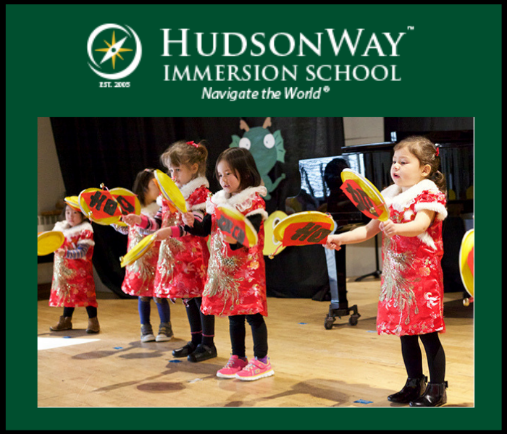 HUDSONWAY™
IMMERSION SCHOOL
EST. 2005
Navigate the World®